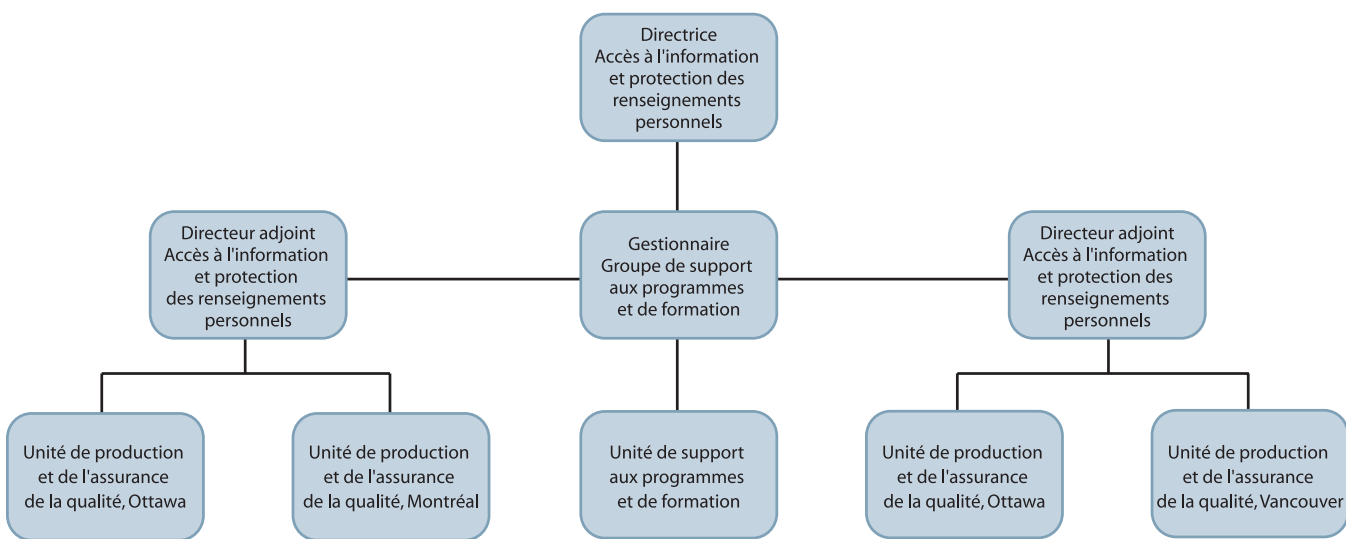 Directrice
Accès à l'information
et protection des
renseignements
personnels
Directeur adjoint
Accès à l'information
et protection
des renseignements
personnels
Gestionnaire
Groupe de support
aux programmes
et de formation
Directeur adjoint
Accès à l'information
et protection des
renseignements
personnels
Unité de production
et de l'assurance
de la qualité, Ottawa
Unité de production
et de l'assurance
de la qualité, Montréal
Unité de support
aux programmes
et de formation
Unité de production
et de l'assurance
de la qualité, Ottawa
Unité de production
et de l'assurance
de la qualité, Vancouver